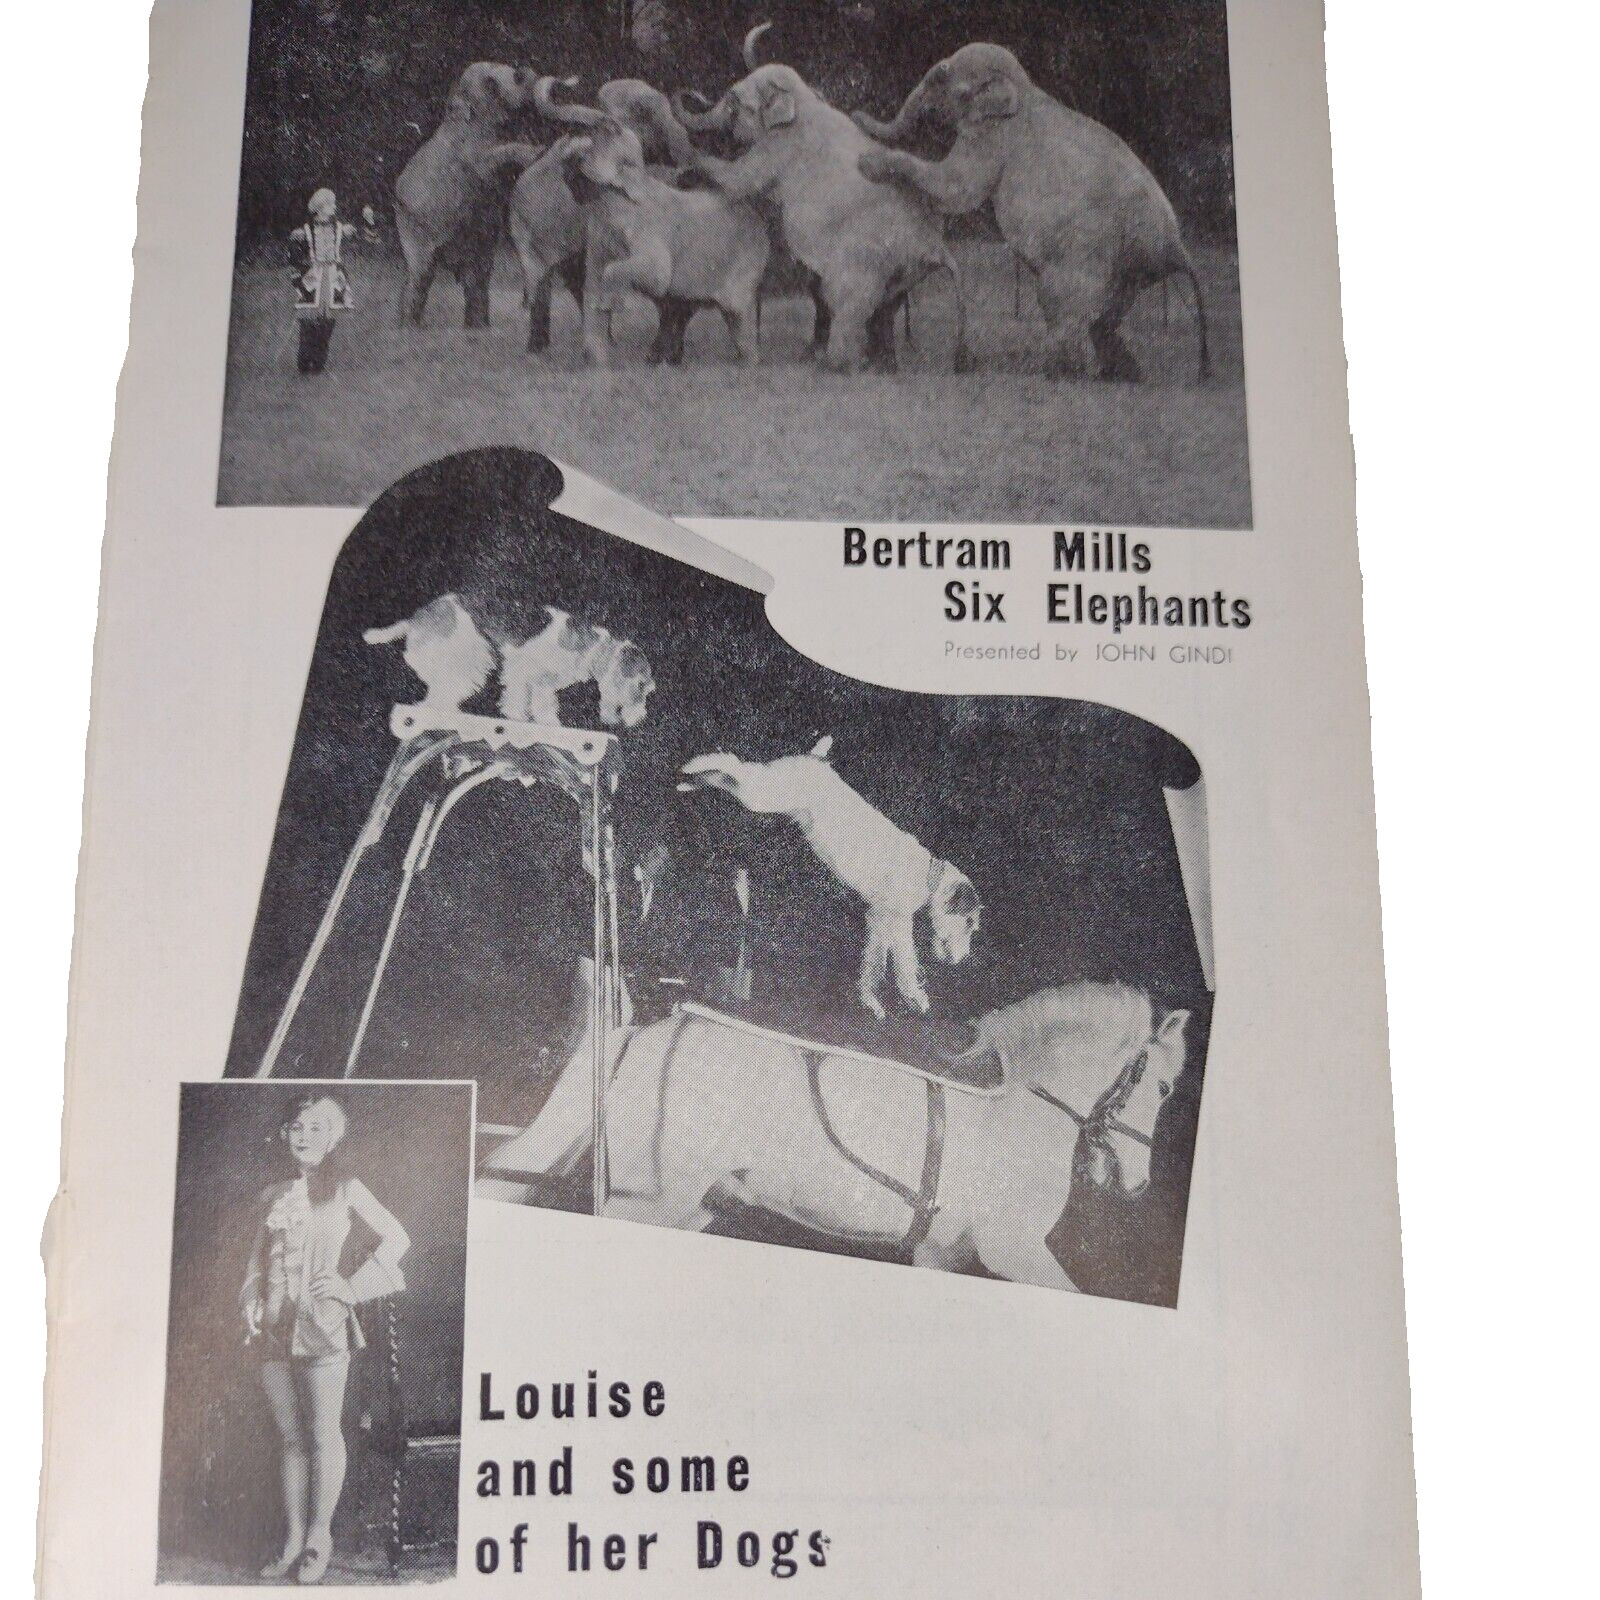 Bertram Mills
Six Elephants
Presented by JOHN GINDI
Louise
and some
of her Dogs